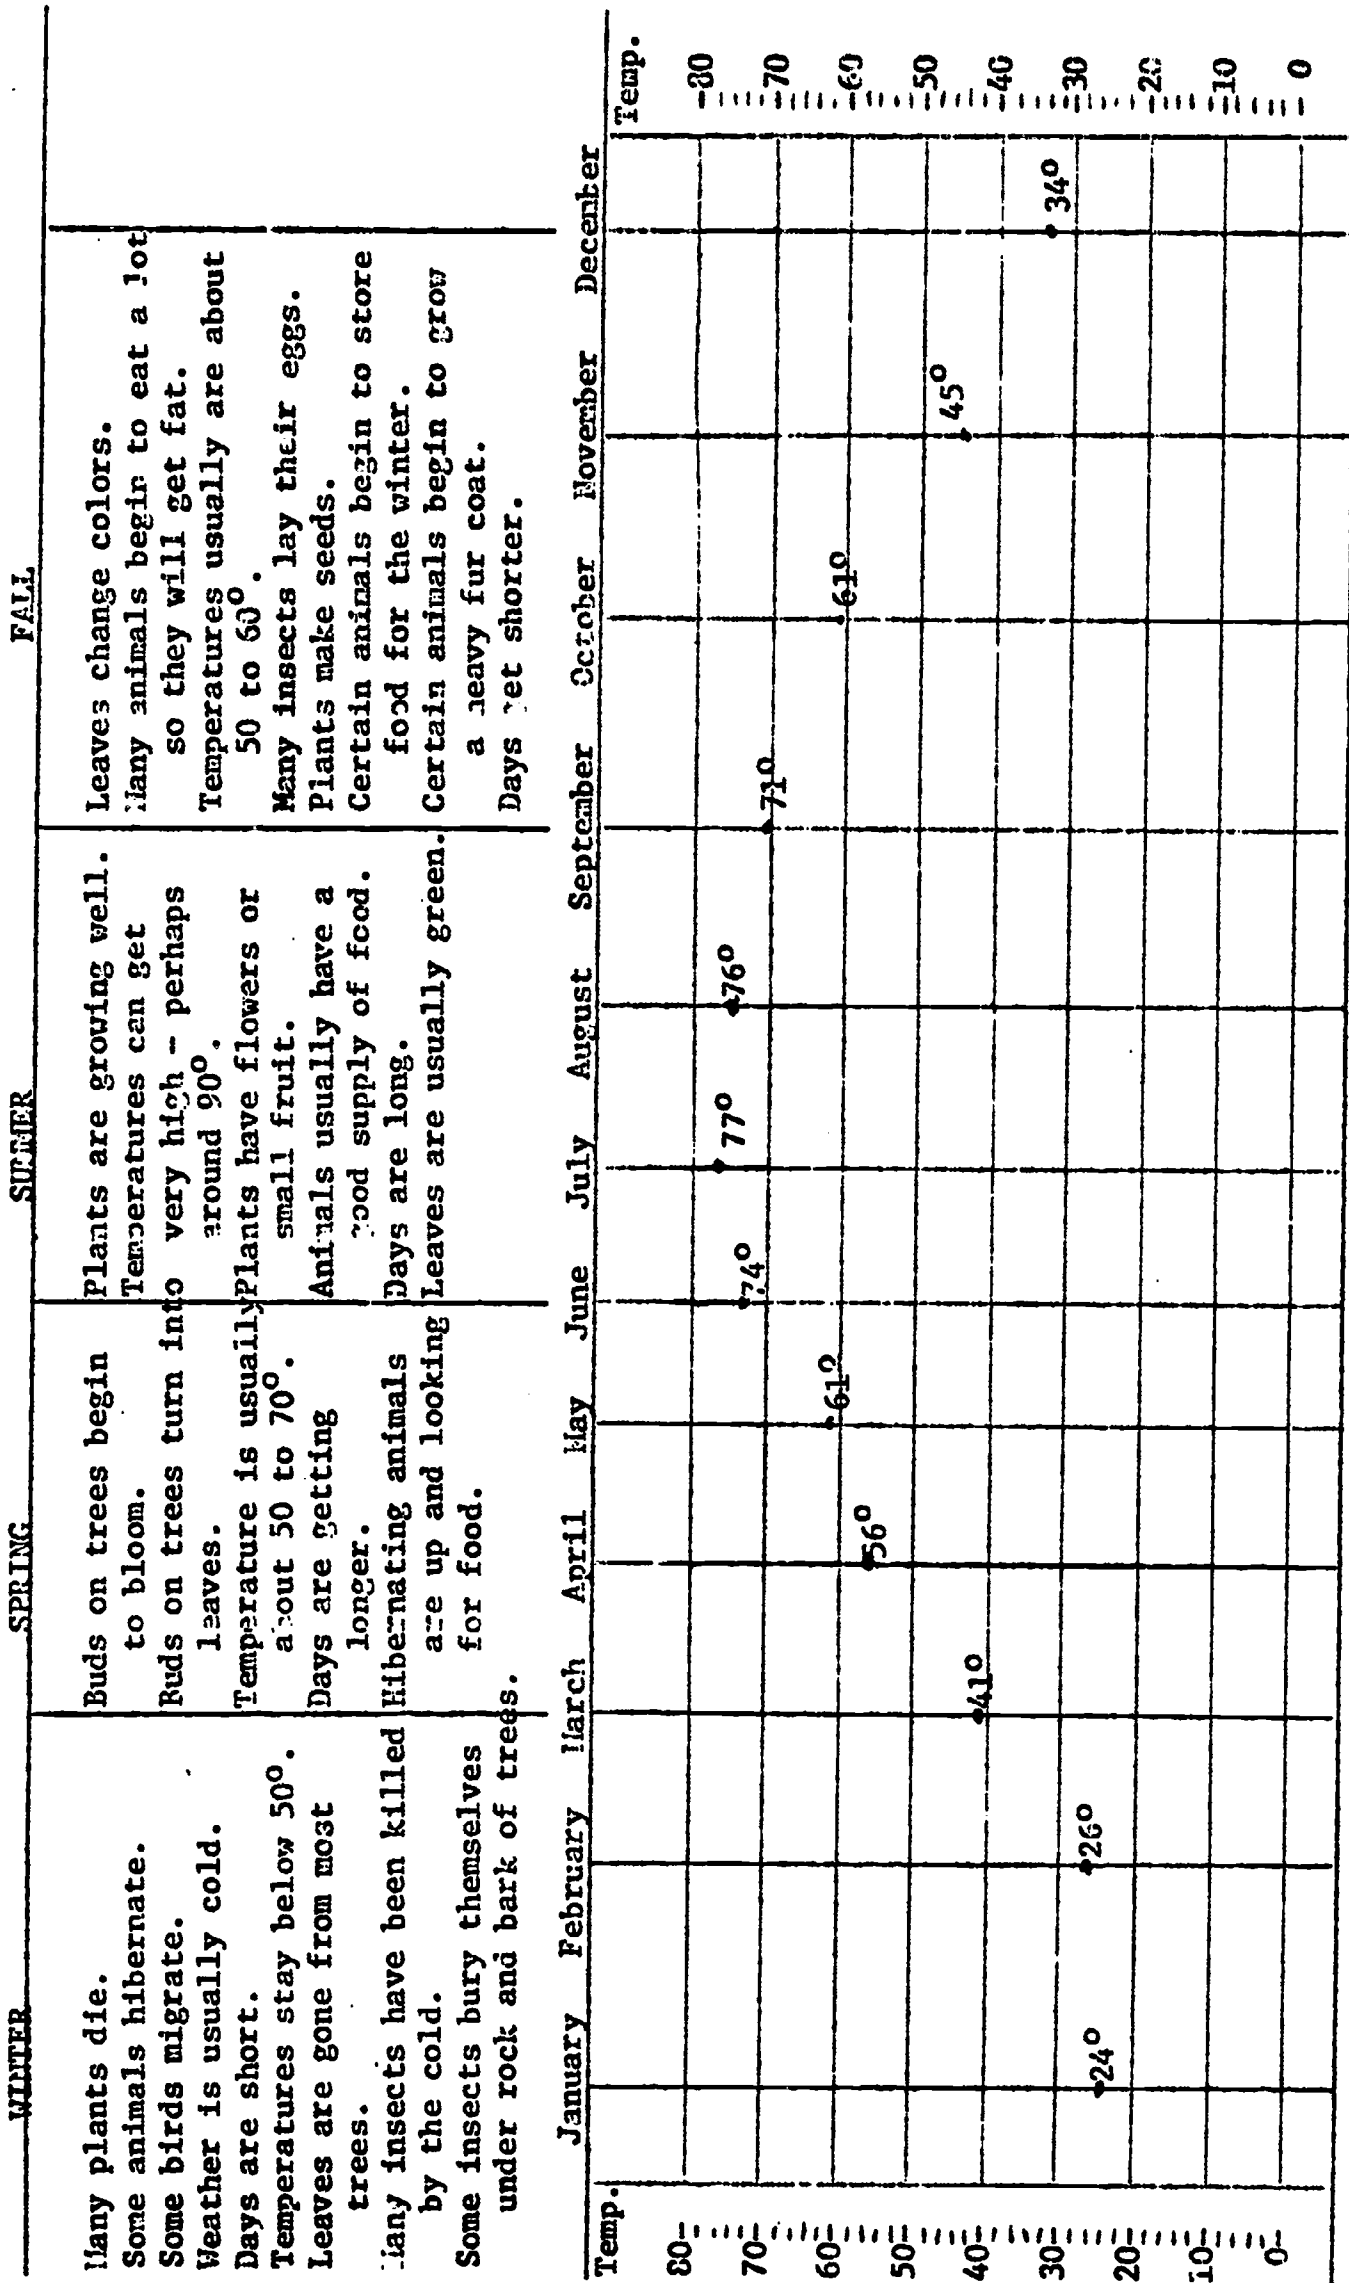 WINTER
Many plants die.
Some animals hibernate.
Some birds migrate.
Weather is usually cold.
Days are short.
Temperatures stay below 50°.
Leaves are gone from most
trees.
Many insects have been killed
by the cold.
Some insects bury themselves
under rock and bark of trees.
SPRING
Buds on trees begin
to bloom.
Buds on trees turn into
leaves.
Temperature is usually
about 50 to 70°.
Days are getting
longer.
Hibernating animals
are up and looking
for food.
SUMMER
Plants are growing well.
Temperatures can get
very high - perhaps
around 90°.
Plants have flowers or
small fruit.
Animals usually have a
good supply of food.
Days are long.
Leaves are usually green.
FALL
Leaves change colors.
Many animals begin to eat a lot
so they will get fat.
Temperatures usually are about
50 to 60°.
Many insects lay their eggs.
Plants make seeds.
Certain animals begin to store
food for the winter.
Certain animals begin to grow
a heavy fur coat.
Days get shorter.
January February March April May June July August September October November December
Temp.
80
70
60
50
40
30
20
10
0
24°
26°
41°
56°
61°
74°
77°
76°
71°
61°
45°
34°
Temp.
80
70
60
50
40
30
20
10
0